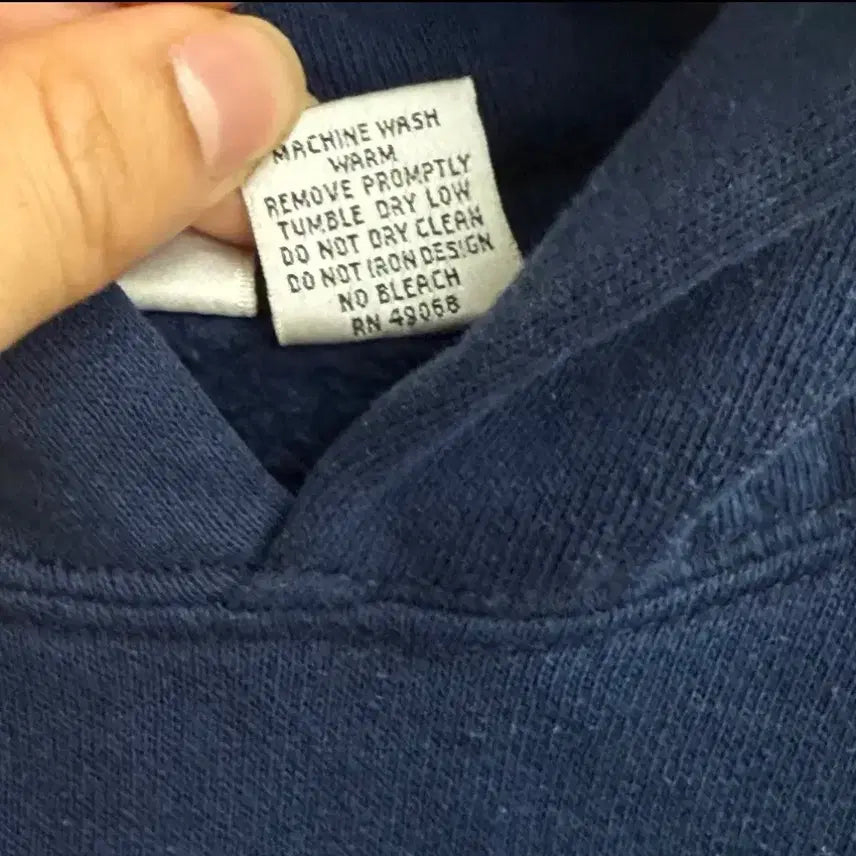 MACHINE WASH
WARM
REMOVE PROMPTLY
TUMBLE DRY LOW
DO NOT DRY CLEAN
DO NOT IRON DESIGN
NO BLEACH
RN 49068